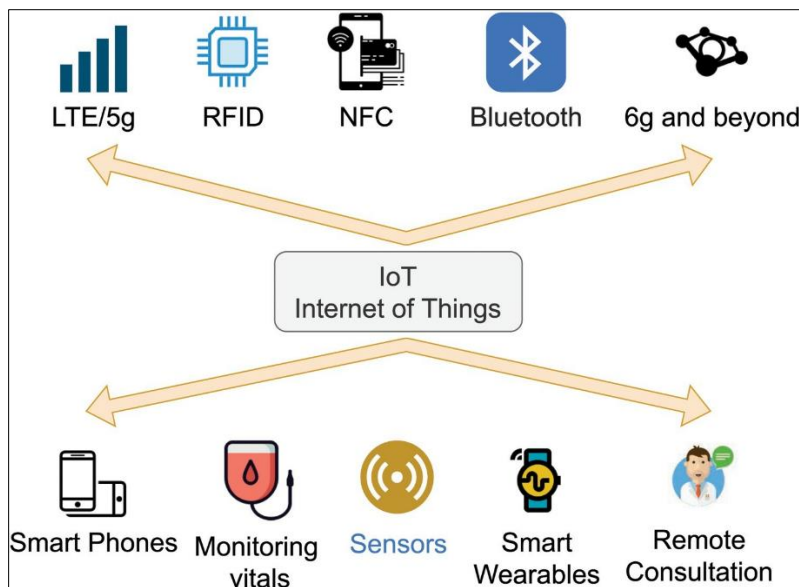 LTE/5g
RFID
NFC
Bluetooth
6g and beyond
IoT
Internet of Things
Smart Phones
Monitoring
vitals
Sensors
Smart
Wearables
Remote
Consultation